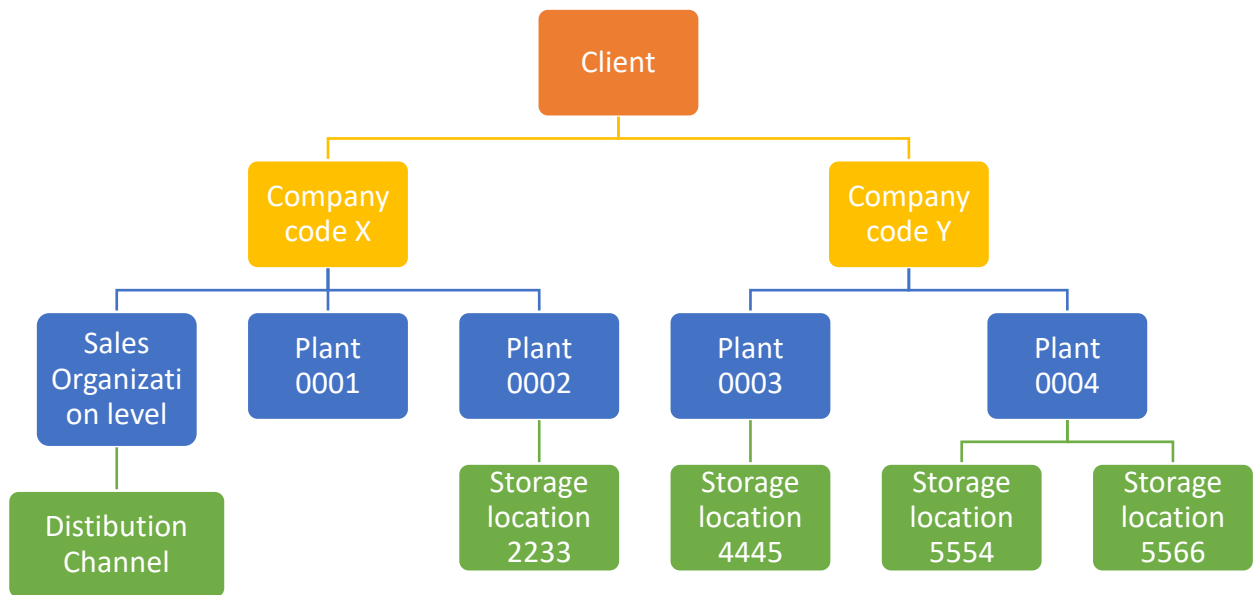 Client
Company
code X
Company
code Y
Sales
Organizati
on level
Plant
0001
Plant
0002
Plant
0003
Plant
0004
Distibution
Channel
Storage
location
2233
Storage
location
4445
Storage
location
5554
Storage
location
5566